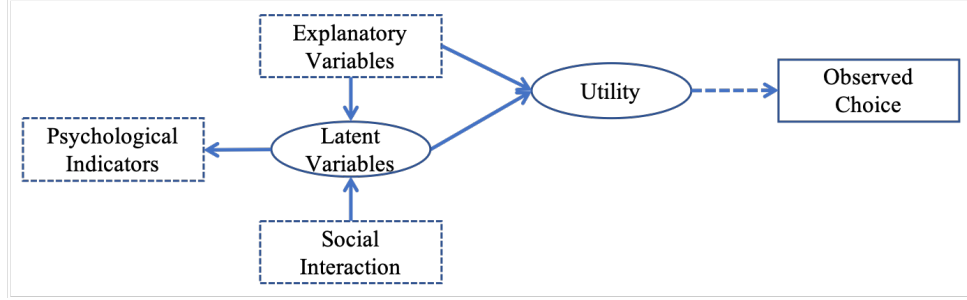 Explanatory
Variables
Utility
Observed
Choice
Psychological
Indicators
Latent
Variables
Social
Interaction